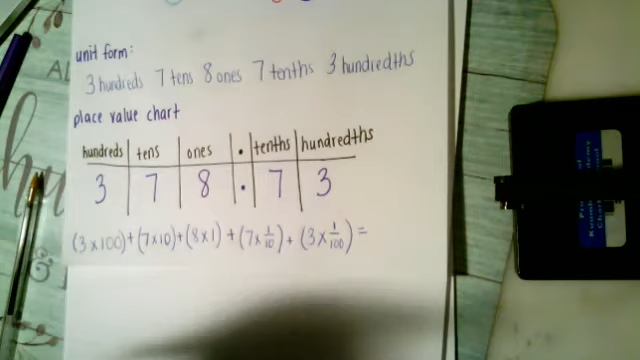 unit form:
3 hundreds 7 tens 8 ones 7 tenths 3 hundredths
place value chart
hundreds tens ones . tenths hundredths
3 7 8 . 7 3
(3×100)+(7×10)+(8×1)+(7×1/10)+(3×1/100)=